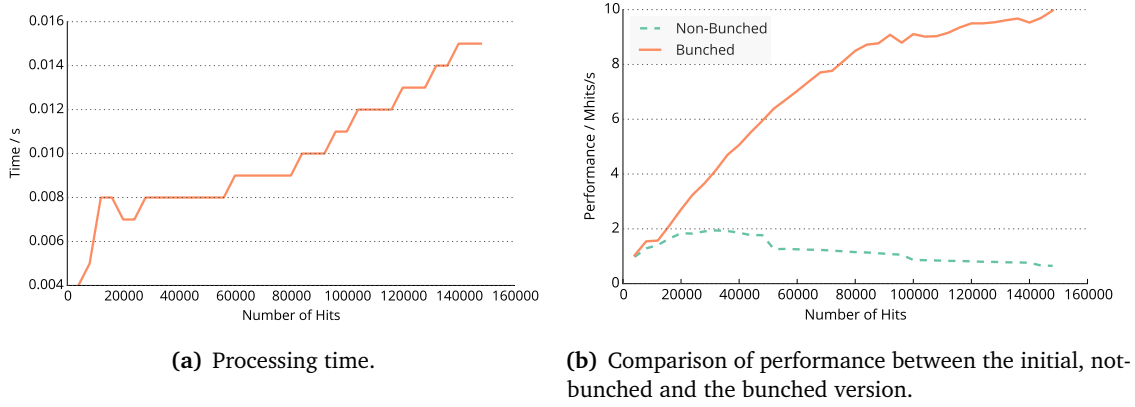 0.016
0.014
0.012
0.010
0.008
0.006
0.004
Time / s
0 20000 40000 60000 80000 100000 120000 140000 160000
Number of Hits
(a) Processing time.
10
8
6
4
2
0
Performance / Mhits/s
Non-Bunched
Bunched
0 20000 40000 60000 80000 100000 120000 140000 160000
Number of Hits
(b) Comparison of performance between the initial, not-
bunched and the bunched version.